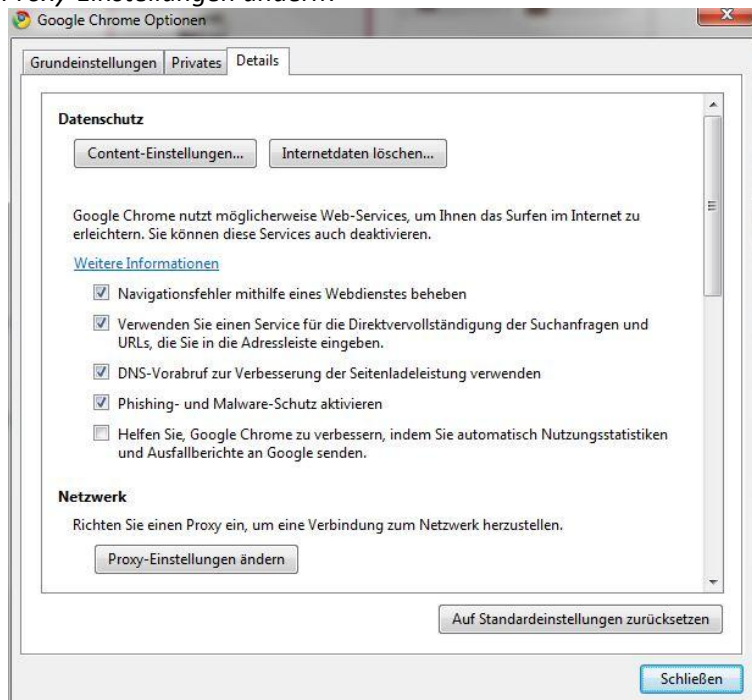 Proxy-Einstellungen ändern.
Google Chrome Optionen
Grundeinstellungen Privates Details
Datenschutz
Content-Einstellungen... Internetdaten löschen...
Google Chrome nutzt möglicherweise Web-Services, um Ihnen das Surfen im Internet zu
erleichtern. Sie können diese Services auch deaktivieren.
Weitere Informationen
Navigationsfehler mithilfe eines Webdienstes beheben
Verwenden Sie einen Service für die Direktvervollständigung der Suchanfragen und
URLs, die Sie in die Adressleiste eingeben.
DNS-Vorabruf zur Verbesserung der Seitenladeleistung verwenden
Phishing- und Malware-Schutz aktivieren
Helfen Sie, Google Chrome zu verbessern, indem Sie automatisch Nutzungsstatistiken
und Ausfallberichte an Google senden.
Netzwerk
Richten Sie einen Proxy ein, um eine Verbindung zum Netzwerk herzustellen.
Proxy-Einstellungen ändern
Auf Standardeinstellungen zurücksetzen
Schließen